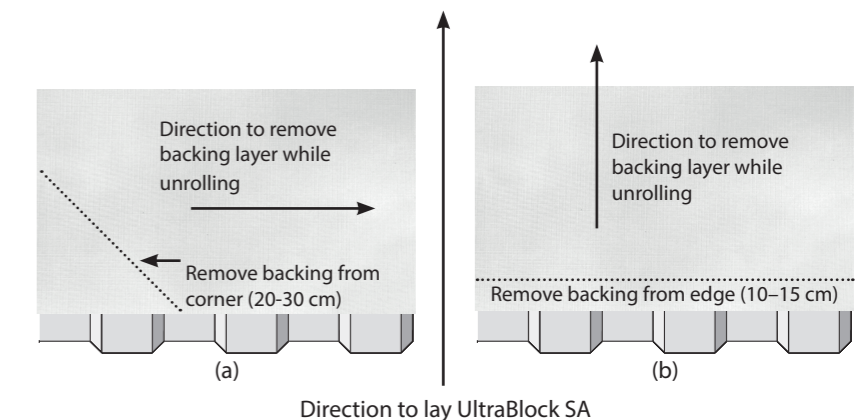 Direction to remove
backing layer while
unrolling
Remove backing from
corner (20-30 cm)
(a)
Direction to remove
backing layer while
unrolling
Remove backing from edge (10–15 cm)
(b)
Direction to lay UltraBlock SA